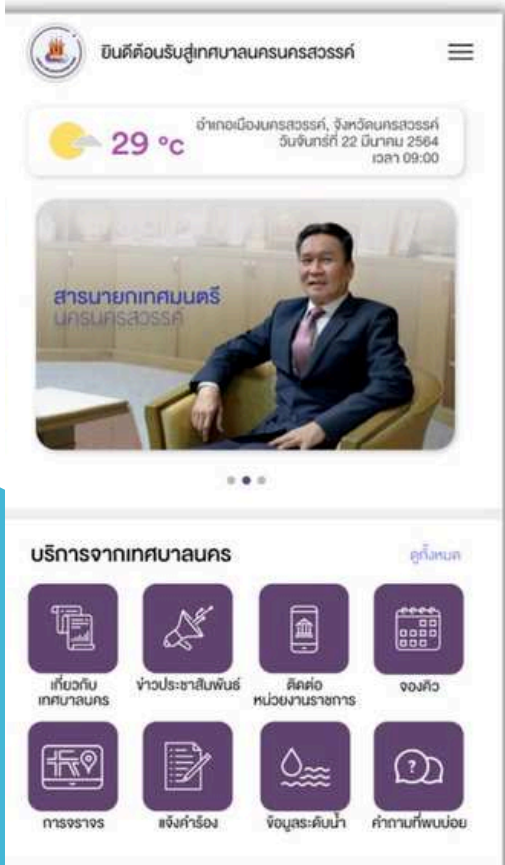 ยินดีต้อนรับสู่เทศบาลนครนครสวรรค์
29 °c
อำเภอเมืองนครสวรรค์, จังหวัดนครสวรรค์
วันจันทร์ที่ 22 มีนาคม 2564
เวลา 09:00
สารนายกเทศมนตรี
นครนครสวรรค์
บริการจากเทศบาลนคร
ดูทั้งหมด
เกี่ยวกับ
เทศบาลนคร
ข่าวประชาสัมพันธ์
ติดต่อ
หน่วยงานราชการ
จองคิว
การจราจร
แจ้งคำร้อง
ข้อมูลระดับน้ำ
คำถามที่พบบ่อย